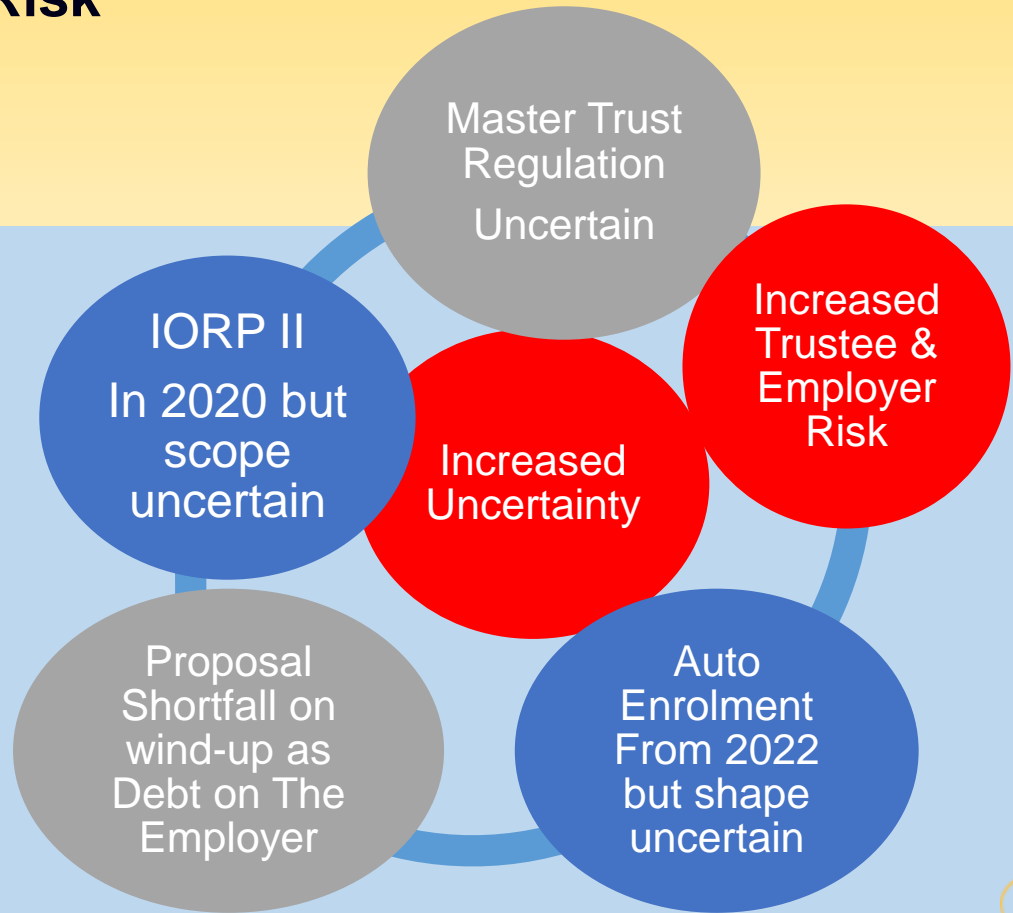 Risk
Master Trust
Regulation
Uncertain
Increased
Trustee &
Employer
Risk
IORP II
In 2020 but
scope
uncertain
Increased
Uncertainty
Proposal
Shortfall on
wind-up as
Debt on The
Employer
Auto
Enrolment
From 2022
but shape
uncertain